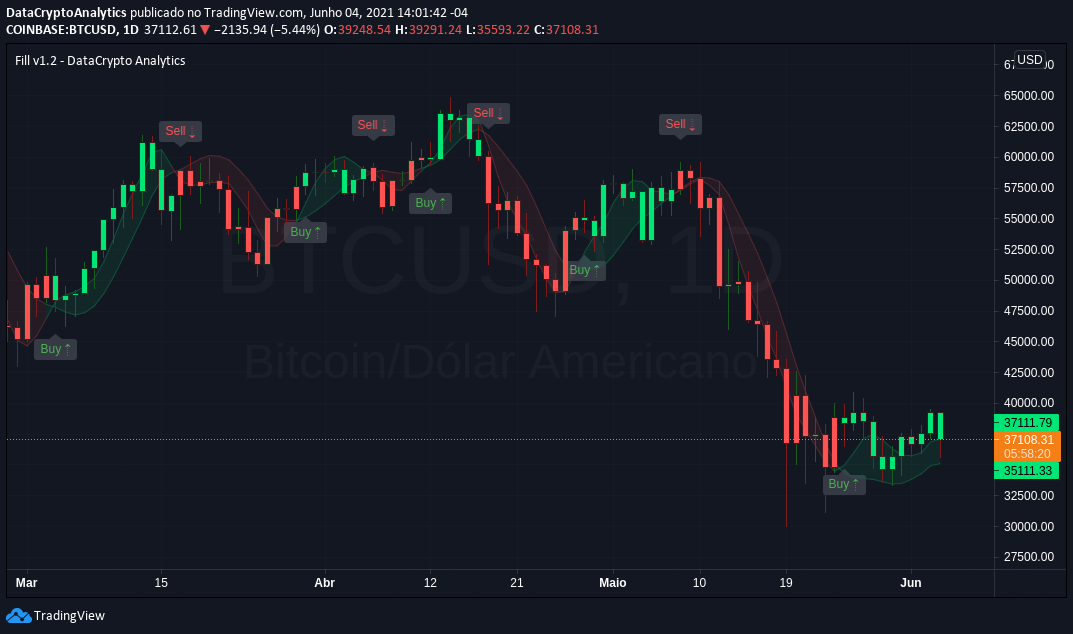 DataCryptoAnalytics publicado no TradingView.com, Junho 04, 2021 14:01:42 -04
COINBASE:BTCUSD, 1D 37112.61 ▼ −2135.94 (−5.44%) O:39248.54 H:39291.24 L:35593.22 C:37108.31
Fill v1.2 - DataCrypto Analytics
USD
65000.00
Sell ↓
Sell ↓
Sell ↓
Sell ↓
62500.00
60000.00
57500.00
Buy ↑
55000.00
Buy ↑
BTCUSD, 1D
52500.00
Buy ↑
50000.00
47500.00
45000.00
Buy ↑
Bitcoin/Dólar Americano
42500.00
40000.00
37111.79
37108.31
05:58:20
35111.33
Buy ↑
32500.00
30000.00
27500.00
Mar 15 Abr 12 21 Maio 10 19 Jun
TradingView